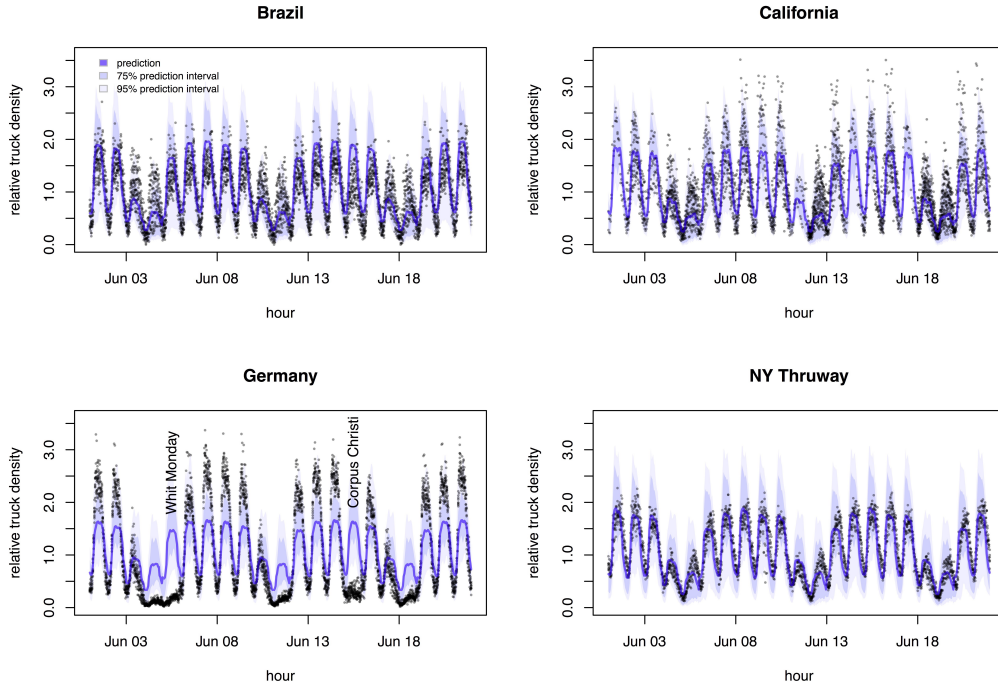 Brazil
relative truck density
0.0
1.0
2.0
3.0
prediction
75% prediction interval
95% prediction interval
Jun 03
Jun 08
Jun 13
Jun 18
hour
California
relative truck density
0.0
1.0
2.0
3.0
Jun 03
Jun 08
Jun 13
Jun 18
hour
Germany
relative truck density
0.0
1.0
2.0
3.0
Whit Monday
Corpus Christi
Jun 03
Jun 08
Jun 13
Jun 18
hour
NY Thruway
relative truck density
0.0
1.0
2.0
3.0
Jun 03
Jun 08
Jun 13
Jun 18
hour